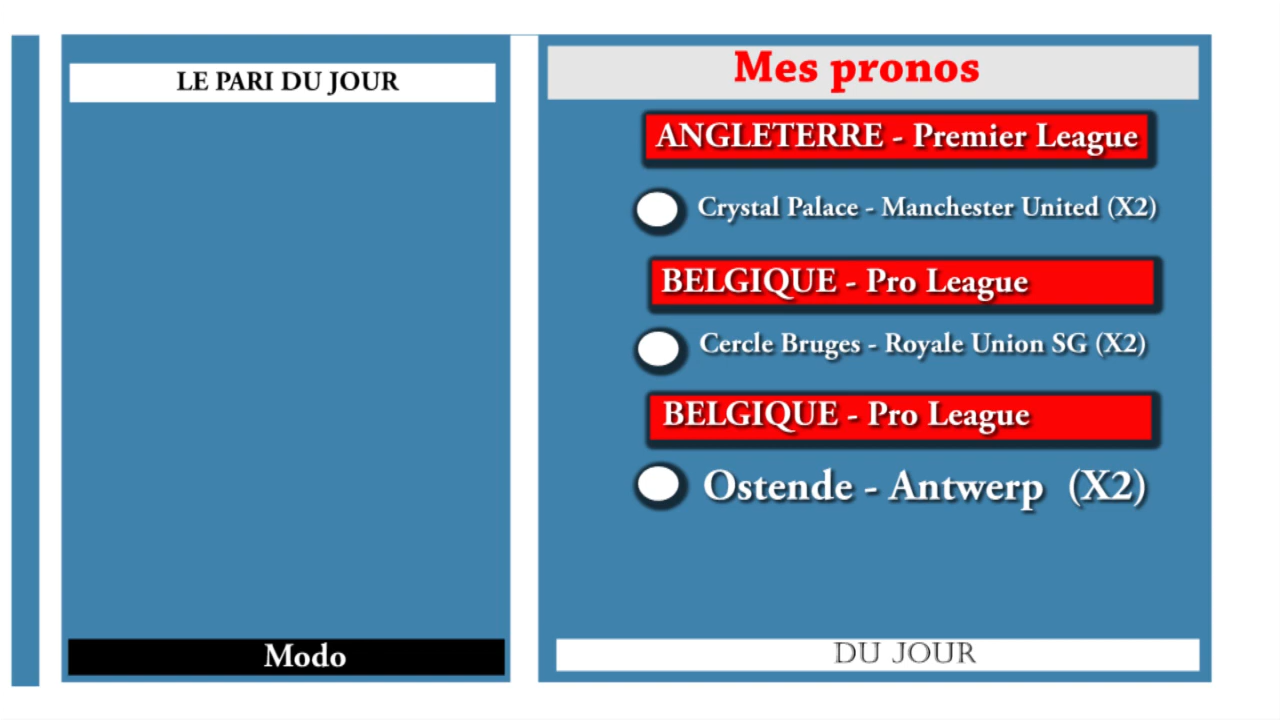 LE PARI DU JOUR
Modo
Mes pronos
ANGLETERRE - Premier League
Crystal Palace - Manchester United (X2)
BELGIQUE - Pro League
Cercle Bruges - Royale Union SG (X2)
BELGIQUE - Pro League
Ostende - Antwerp (X2)
DU JOUR